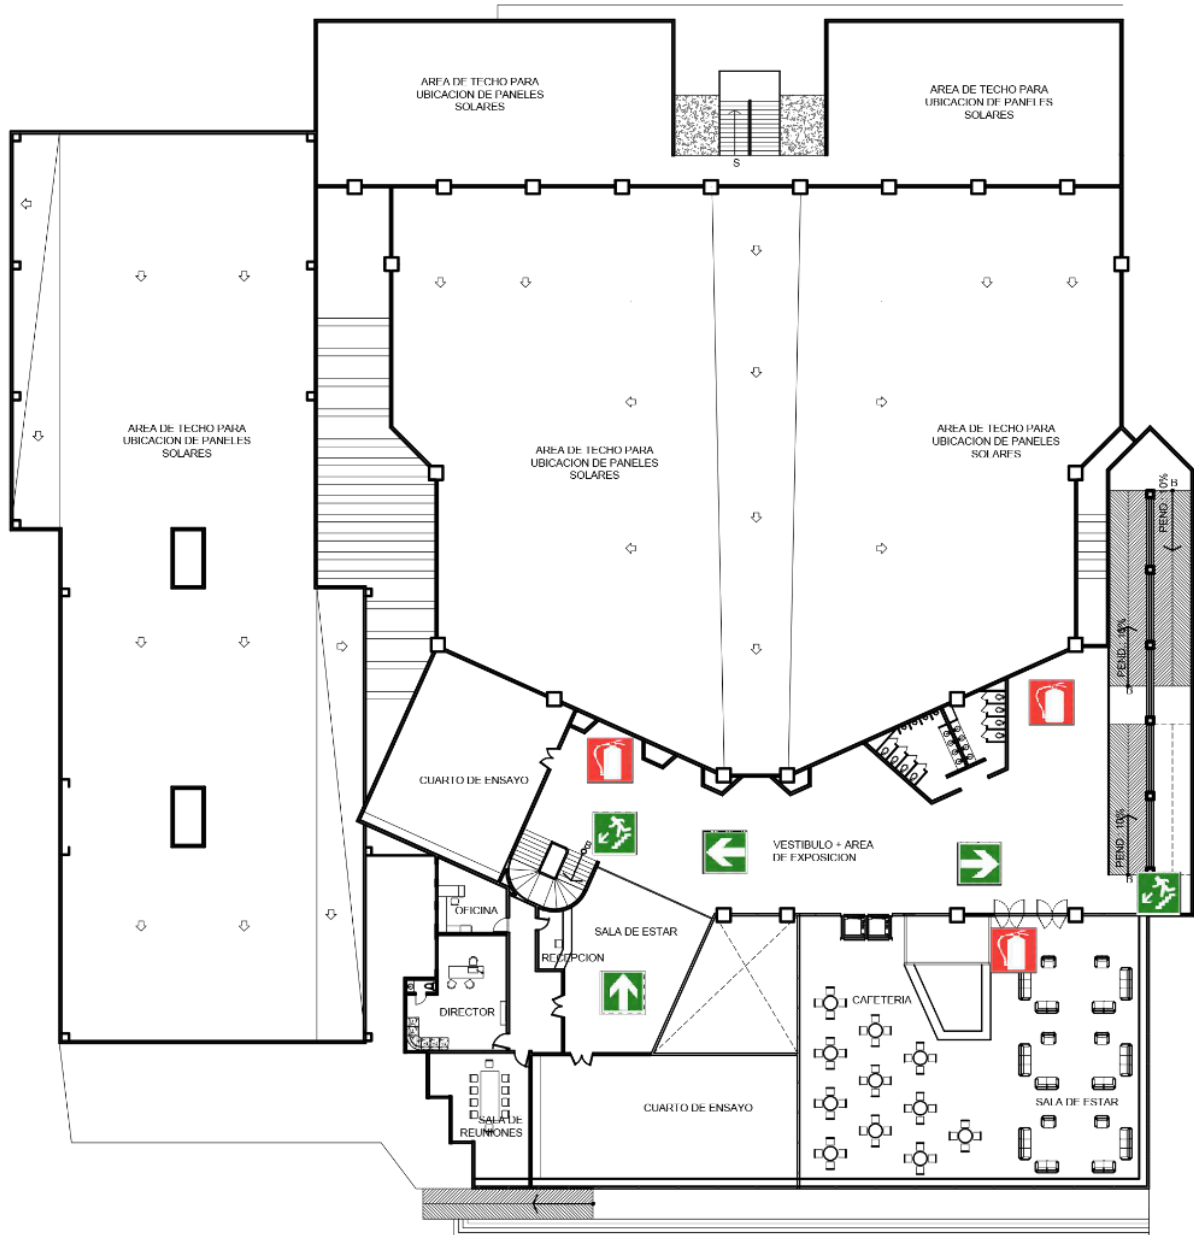 AREA DE TECHO PARA
UBICACION DE PANELES
SOLARES
AREA DE TECHO PARA
UBICACION DE PANELES
SOLARES
S
AREA DE TECHO PARA
UBICACION DE PANELES
SOLARES
AREA DE TECHO PARA
UBICACION DE PANELES
SOLARES
AREA DE TECHO PARA
UBICACION DE PANELES
SOLARES
B
PEND.: 10%
PEND.: 10%
B
PEND.: 10%
B
CUARTO DE ENSAYO
B
VESTIBULO + AREA
DE EXPOSICION
OFICINA
SALA DE ESTAR
RECEPCION
DIRECTOR
CAFETERIA
SALA DE
REUNIONES
CUARTO DE ENSAYO
SALA DE ESTAR